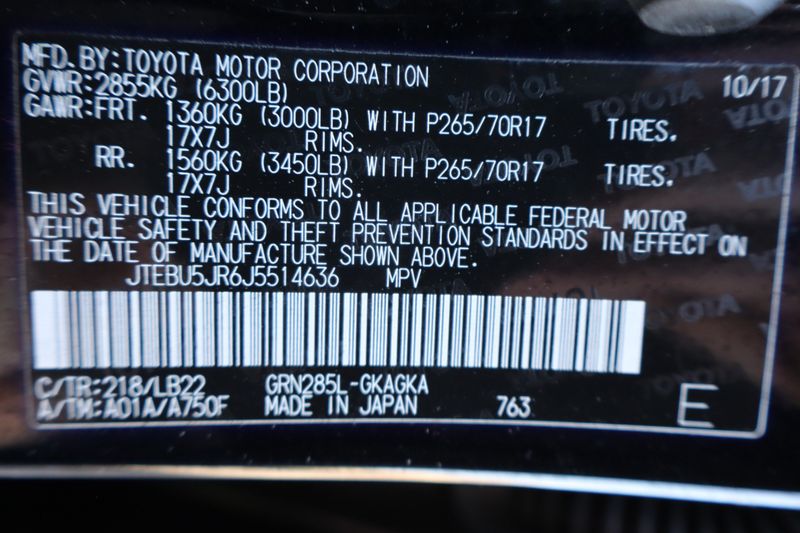 MFD. BY: TOYOTA MOTOR CORPORATION 10/17
GVWR: 2855KG (6300LB)
GAWR: FRT. 1360KG (3000LB) WITH P265/70R17 TIRES.
17X7J RIMS.
RR. 1560KG (3450LB) WITH P265/70R17 TIRES.
17X7J RIMS.
THIS VEHICLE CONFORMS TO ALL APPLICABLE FEDERAL MOTOR
VEHICLE SAFETY AND THEFT PREVENTION STANDARDS IN EFFECT ON
THE DATE OF MANUFACTURE SHOWN ABOVE.
JTEBU5JR6J5514636 MPV
C/TR: 218/LB22 GRN285L-GKAGKA
A/TM: A01A/A750F MADE IN JAPAN 763 E